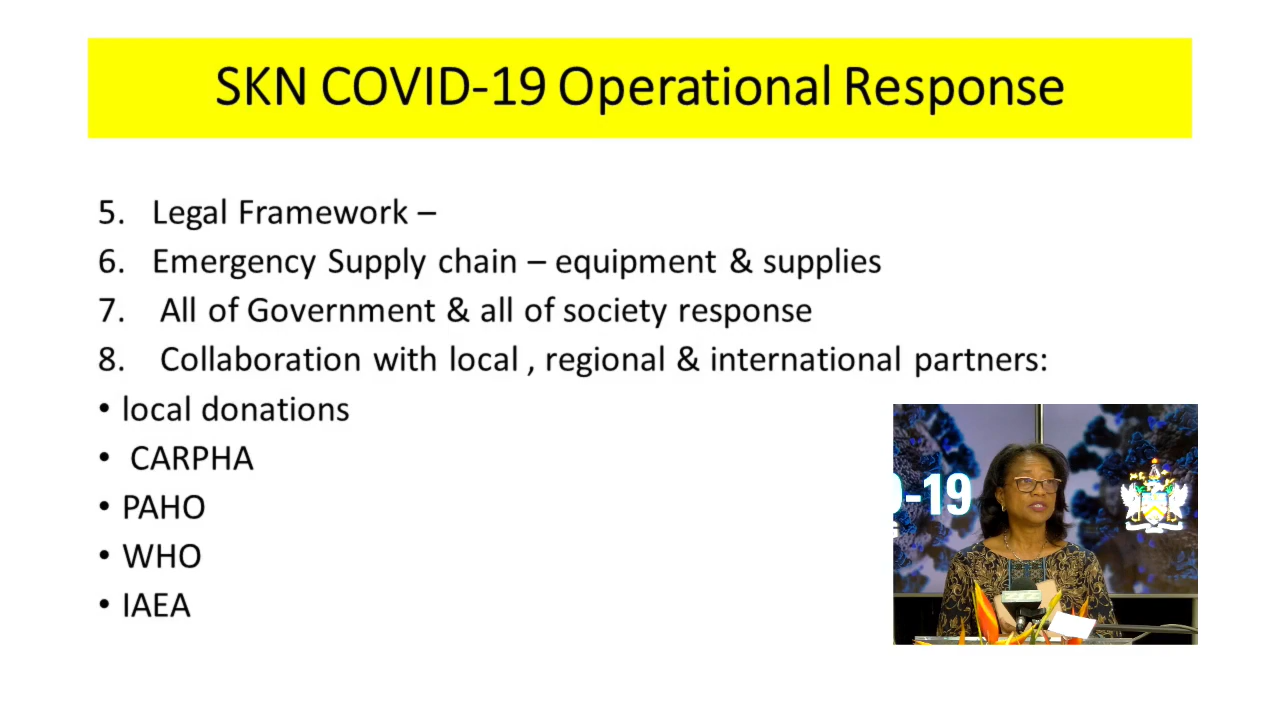 SKN COVID-19 Operational Response
5. Legal Framework –
6. Emergency Supply chain – equipment & supplies
7. All of Government & all of society response
8. Collaboration with local , regional & international partners:
• local donations
• CARPHA
• PAHO
• WHO
• IAEA
-19